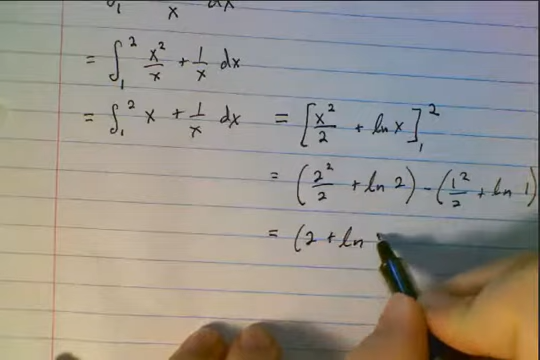 x dx
= ∫₁² x²/x + 1/x dx
= ∫₁² x + 1/x dx = [x²/2 + ln x]₁²
= (2²/2 + ln 2) - (1²/2 + ln 1)
= (2 + ln